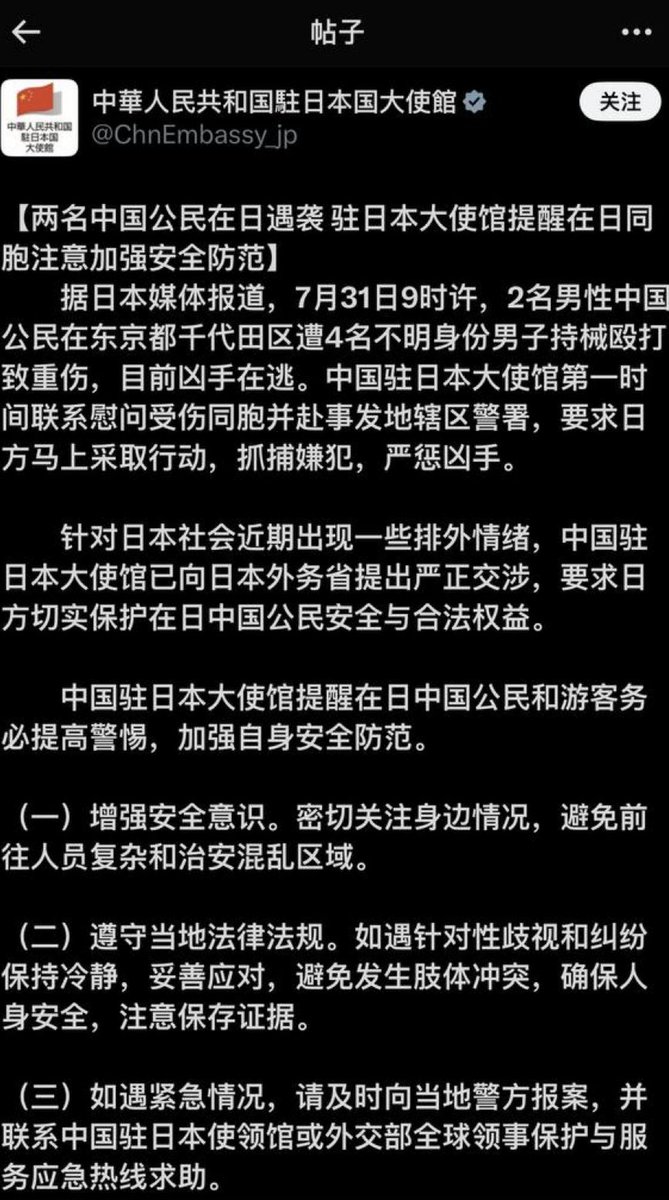 帖子
中華人民共和国駐日本国大使館
@ChnEmbassy_jp
关注
中華人民共和国
駐日本国
大使館
【两名中国公民在日遇袭 驻日本大使馆提醒在日同
胞注意加强安全防范】
据日本媒体报道，7月31日9时许，2名男性中国
公民在东京都千代田区遭4名不明身份男子持械殴打
致重伤，目前凶手在逃。中国驻日本大使馆第一时
间联系慰问受伤同胞并赴事发地辖区警署，要求日
方马上采取行动，抓捕嫌犯，严惩凶手。
针对日本社会近期出现一些排外情绪，中国驻
日本大使馆已向日本外务省提出严正交涉，要求日
方切实保护在日中国公民安全与合法权益。
中国驻日本大使馆提醒在日中国公民和游客务
必提高警惕，加强自身安全防范。
（一）增强安全意识。密切关注身边情况，避免前
往人员复杂和治安混乱区域。
（二）遵守当地法律法规。如遇针对性歧视和纠纷
保持冷静，妥善应对，避免发生肢体冲突，确保人
身安全，注意保存证据。
（三）如遇紧急情况，请及时向当地警方报案，并
联系中国驻日本使领馆或外交部全球领事保护与服
务应急热线求助。